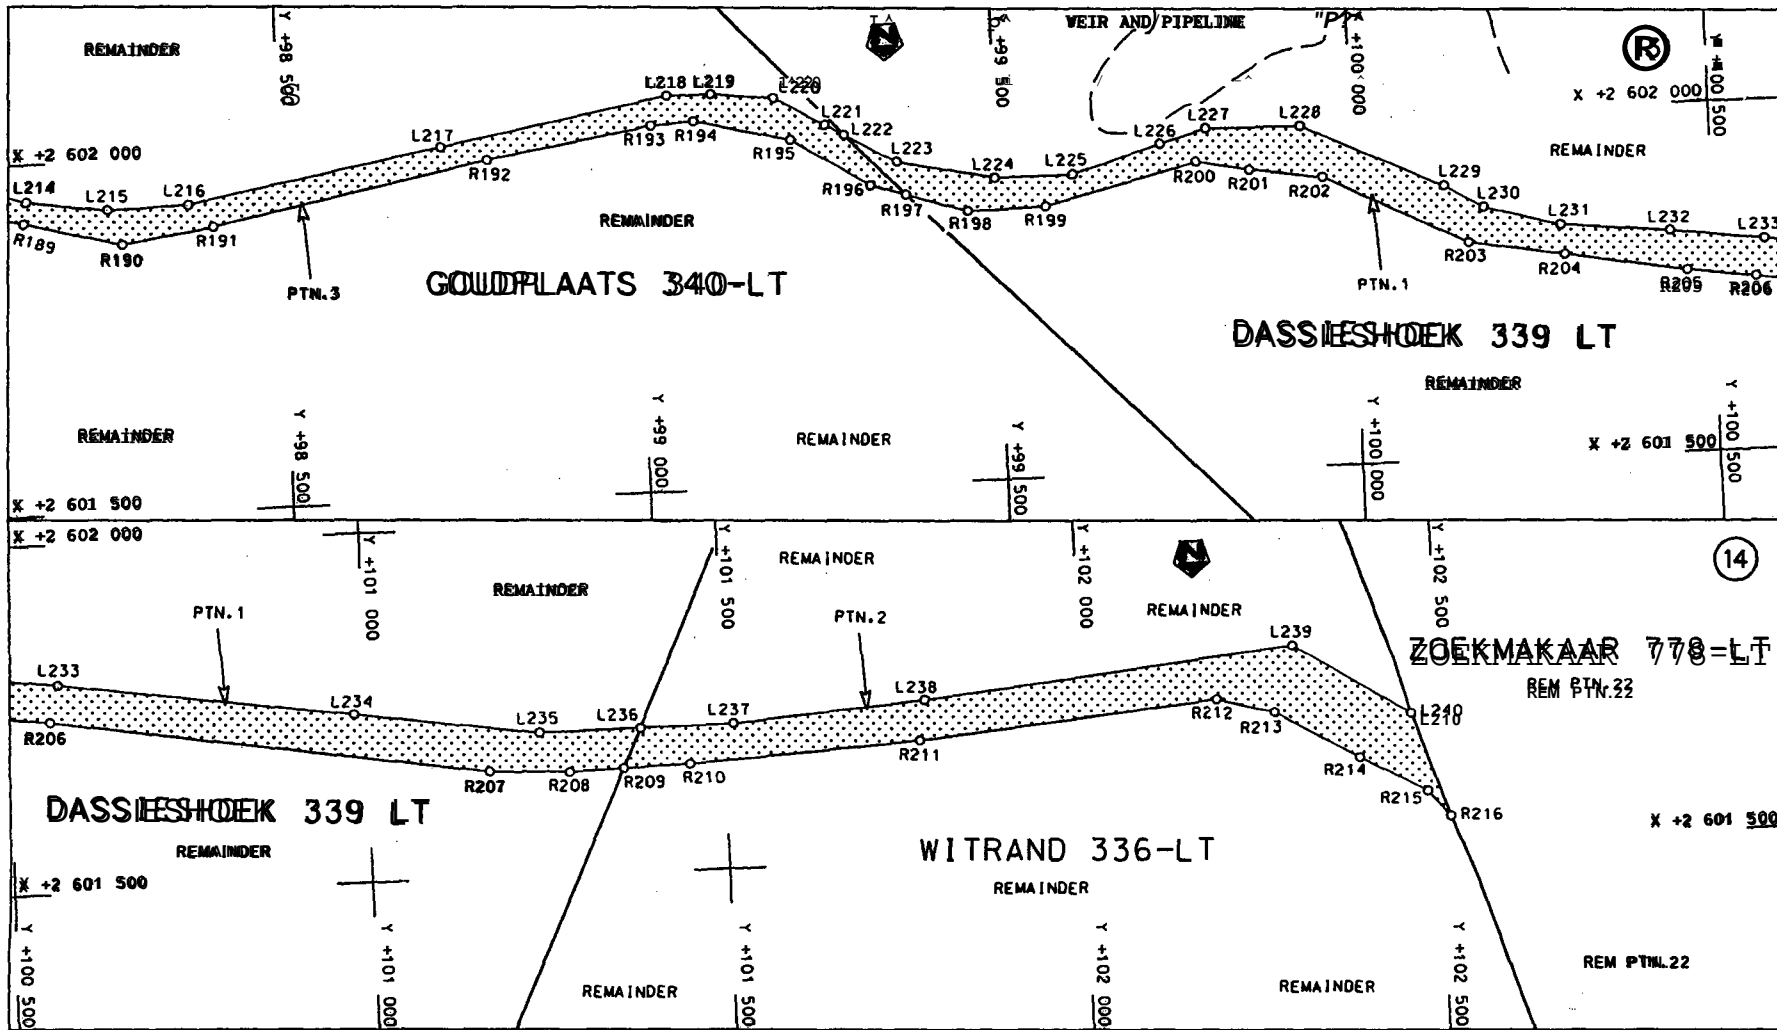 REMAINDER
Y +98 500
N
Y +99 500
WEIR AND PIPELINE
"P"
Y +100 000
X +2 602 000
L218 L219 L220
L221
L222
L217
R193 R194
R195
L223
L224 L225
L226
L227
L228
REMAINDER
X +2 602 000
L214
L215
L216
R192
R196
R197
R198 R199
R200
R201
R202
L229
L230
L231
L232
L233
R189
R190
R191
REMAINDER
PTN.3
GOUDPLAATS 340-LT
R203
R204
R205
R206
PTN.1
DASSIESHOEK 339 LT
REMAINDER
REMAINDER
Y +98 500
Y +99 000
REMAINDER
Y +99 500
Y +100 000
X +2 601 500
Y +100 500
X +2 601 500
X +2 602 000
Y +101 000
REMAINDER
Y +101 500
REMAINDER
N
Y +102 000
Y +102 500
14
PTN.1
PTN.2
REMAINDER
L239
ZOEKMAKAAR 778-LT
REM PTN.22
L233
L234
L235
L236
L237
L238
L240
R206
R207
R208
R209
R210
R211
R212
R213
R214
R215
R216
DASSIESHOEK 339 LT
REMAINDER
X +2 601 500
WITRAND 336-LT
REMAINDER
X +2 601 500
Y +100 500
Y +101 000
REMAINDER
Y +101 500
Y +102 000
REMAINDER
Y +102 500
REM PTN.22